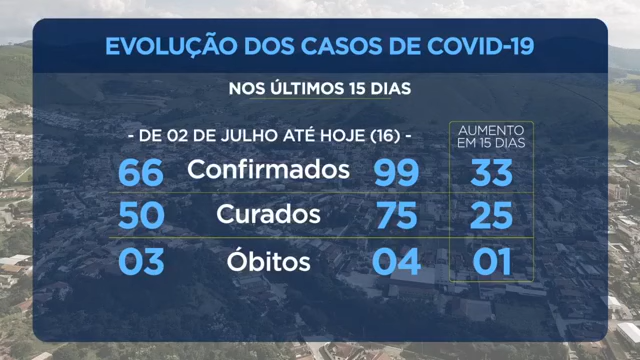 EVOLUÇÃO DOS CASOS DE COVID-19
NOS ÚLTIMOS 15 DIAS
- DE 02 DE JULHO ATÉ HOJE (16) -
AUMENTO
EM 15 DIAS
66 Confirmados 99 33
50 Curados 75 25
03 Óbitos 04 01